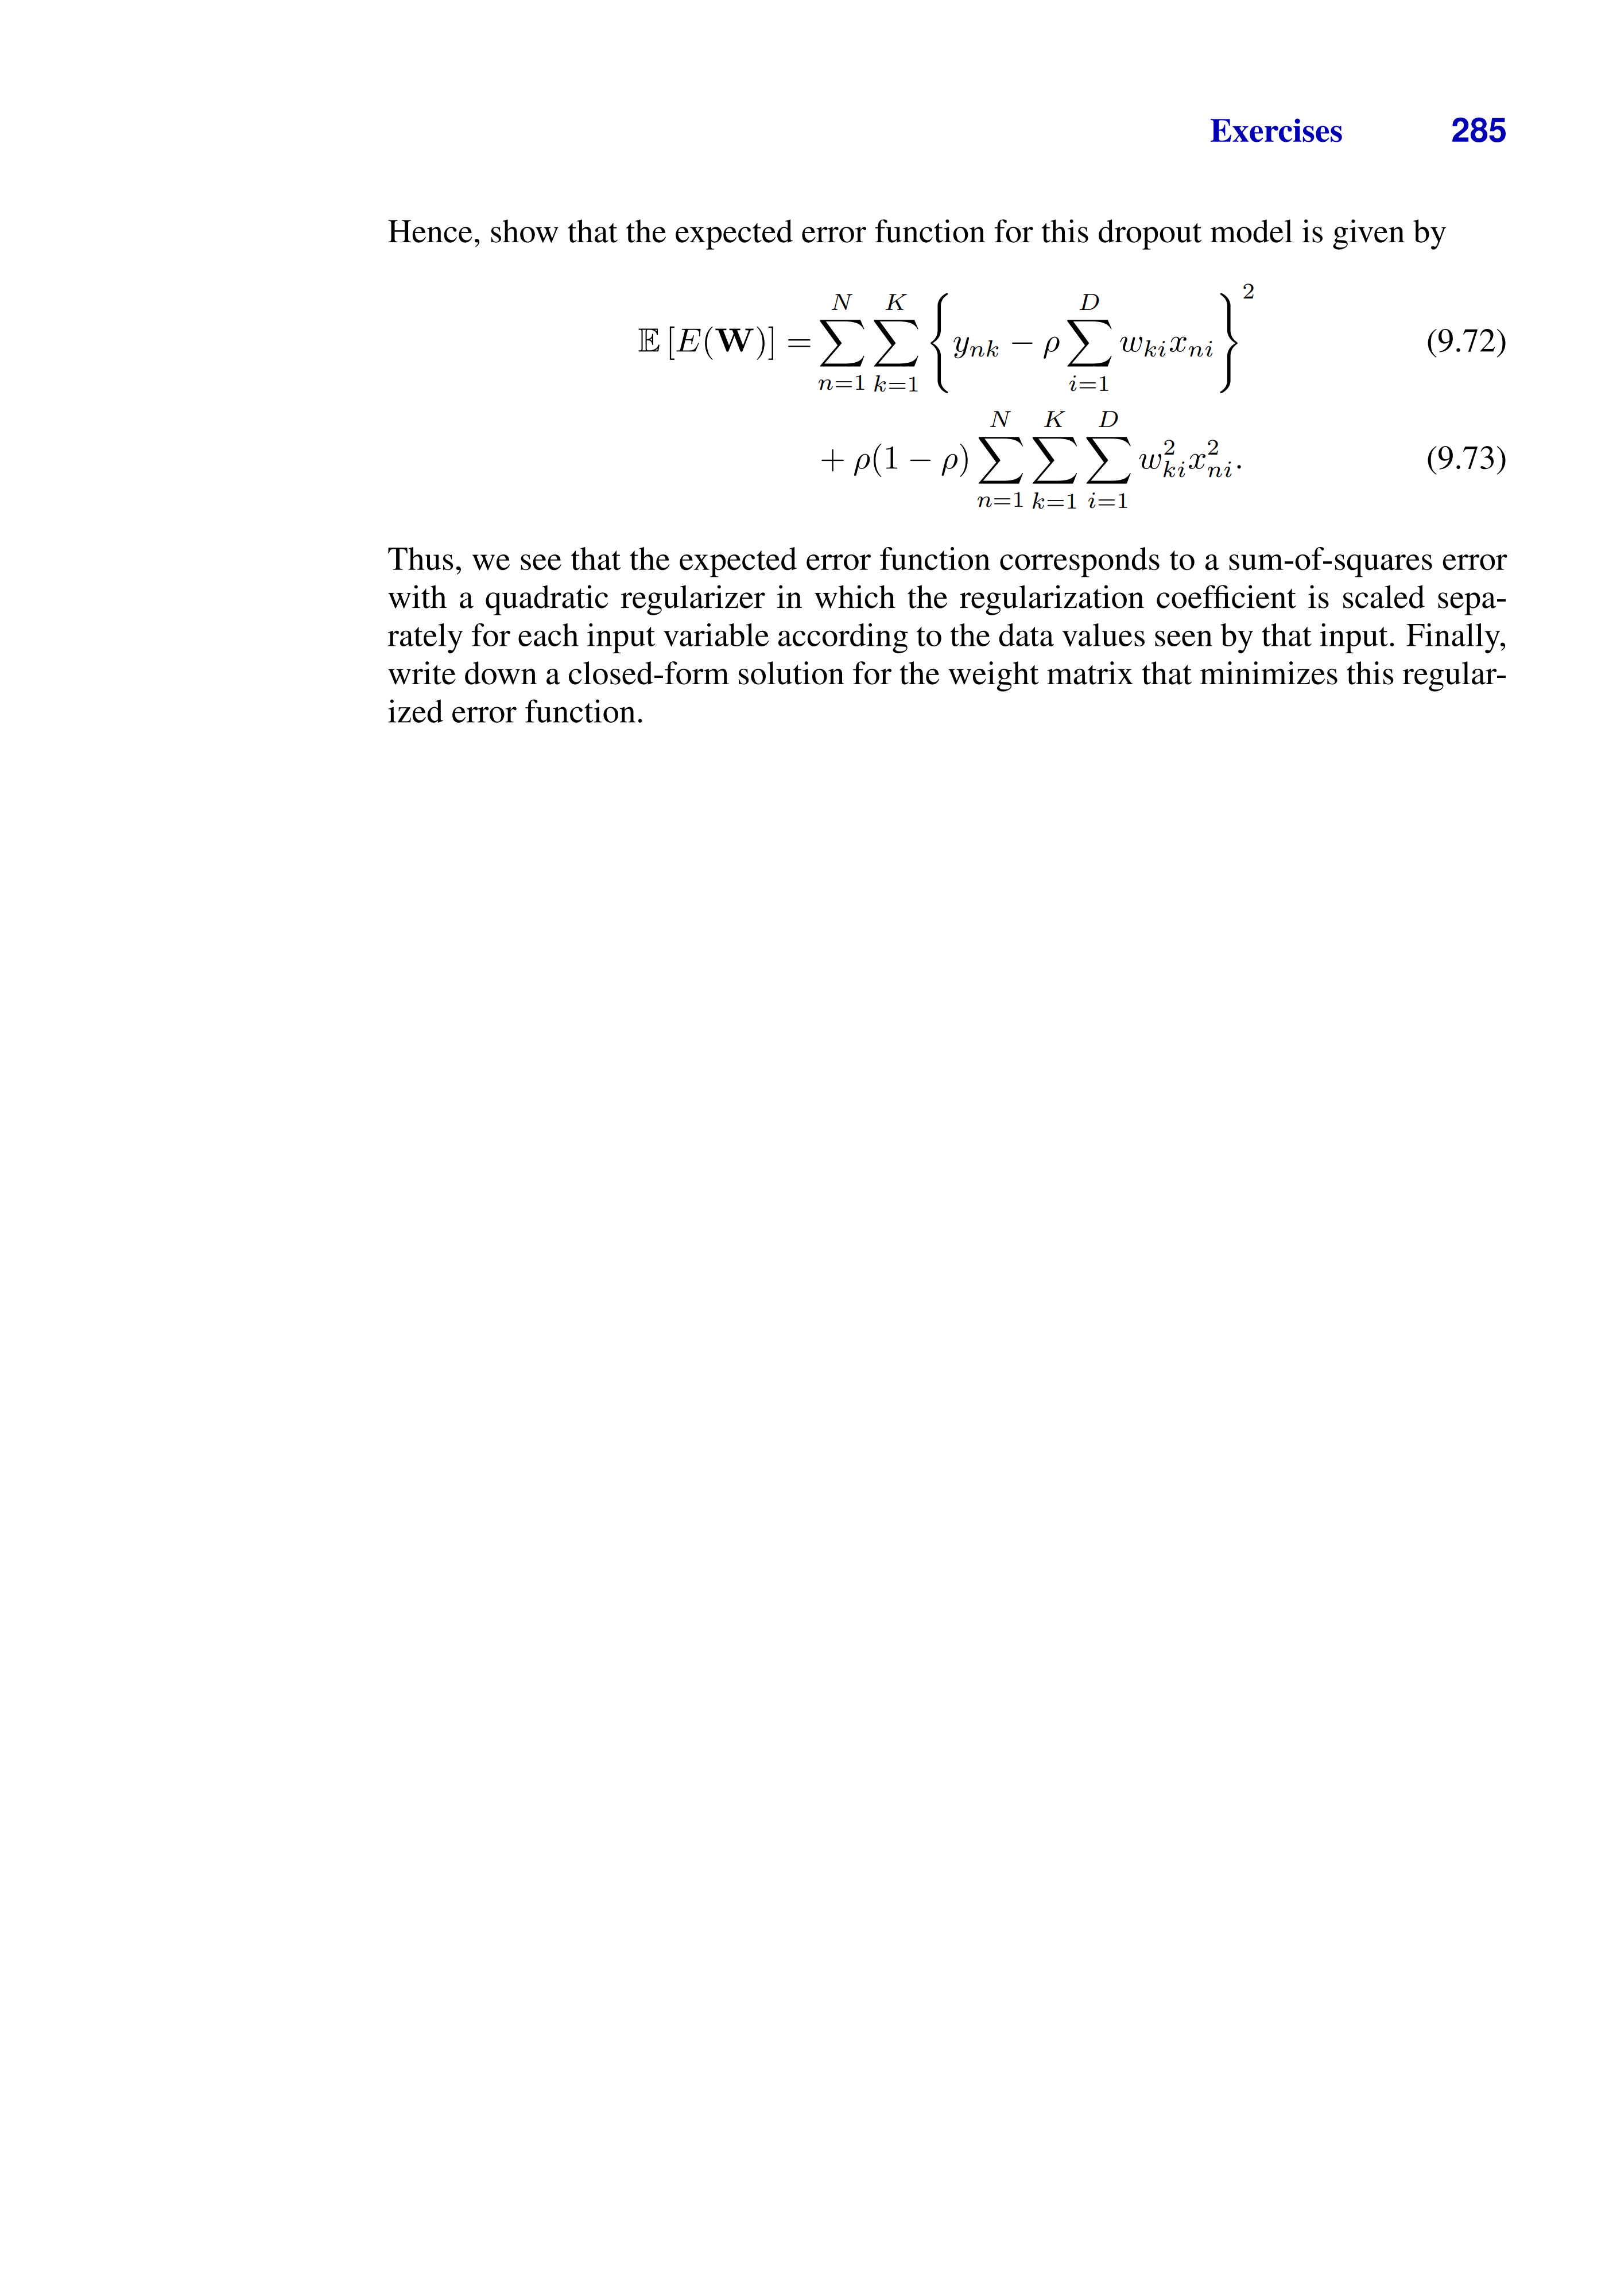 Exercises 285
Hence, show that the expected error function for this dropout model is given by
$\mathbb{E}\left[E(\mathbf{W})\right] = \sum_{n=1}^{N} \sum_{k=1}^{K} \left\{ y_{nk} - \rho \sum_{i=1}^{D} w_{ki} x_{ni} \right\}^2$ (9.72)
$+ \rho(1 - \rho) \sum_{n=1}^{N} \sum_{k=1}^{K} \sum_{i=1}^{D} w_{ki}^2 x_{ni}^2.$ (9.73)
Thus, we see that the expected error function corresponds to a sum-of-squares error
with a quadratic regularizer in which the regularization coefficient is scaled sepa-
rately for each input variable according to the data values seen by that input. Finally,
write down a closed-form solution for the weight matrix that minimizes this regular-
ized error function.